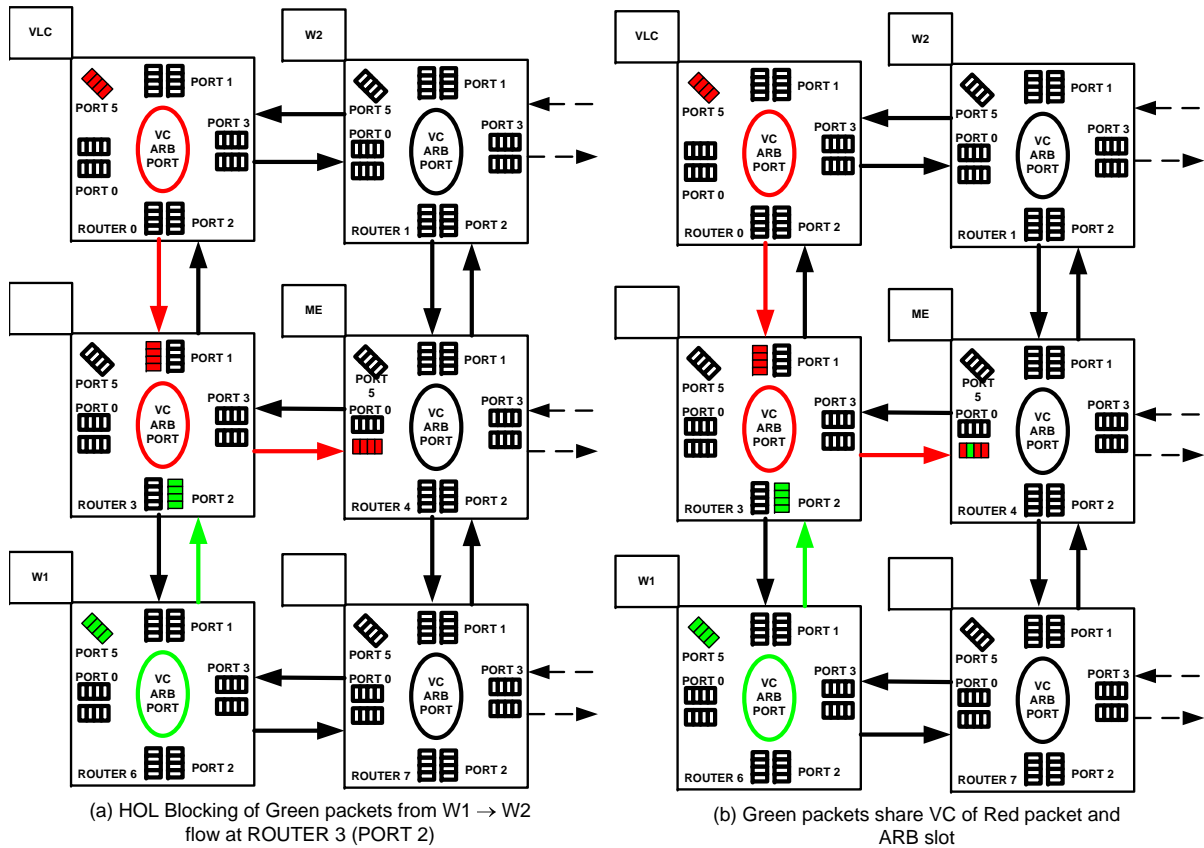 VLC
W2
VLC
W2
PORT 1
PORT 1
PORT 1
PORT 1
PORT 5
PORT 5
PORT 5
PORT 5
VC
ARB
PORT
PORT 3
PORT 0
VC
ARB
PORT
PORT 3
VC
ARB
PORT
PORT 3
PORT 0
VC
ARB
PORT
PORT 3
PORT 0
PORT 0
ROUTER 0
PORT 2
ROUTER 1
PORT 2
ROUTER 0
PORT 2
ROUTER 1
PORT 2
ME
ME
PORT 1
PORT 1
PORT 1
PORT 1
PORT 5
PORT
5
PORT 5
PORT
5
PORT 0
VC
ARB
PORT
PORT 3
PORT 0
VC
ARB
PORT
PORT 3
PORT 0
VC
ARB
PORT
PORT 3
PORT 0
VC
ARB
PORT
PORT 3
ROUTER 3
PORT 2
ROUTER 4
PORT 2
ROUTER 3
PORT 2
ROUTER 4
PORT 2
W1
W1
PORT 1
PORT 1
PORT 1
PORT 1
PORT 5
PORT 5
PORT 5
PORT 5
PORT 0
VC
ARB
PORT
PORT 3
PORT 0
VC
ARB
PORT
PORT 3
PORT 0
VC
ARB
PORT
PORT 3
PORT 0
VC
ARB
PORT
PORT 3
ROUTER 6
PORT 2
ROUTER 7
PORT 2
ROUTER 6
PORT 2
ROUTER 7
PORT 2
(a) HOL Blocking of Green packets from W1 → W2
flow at ROUTER 3 (PORT 2)
(b) Green packets share VC of Red packet and
ARB slot